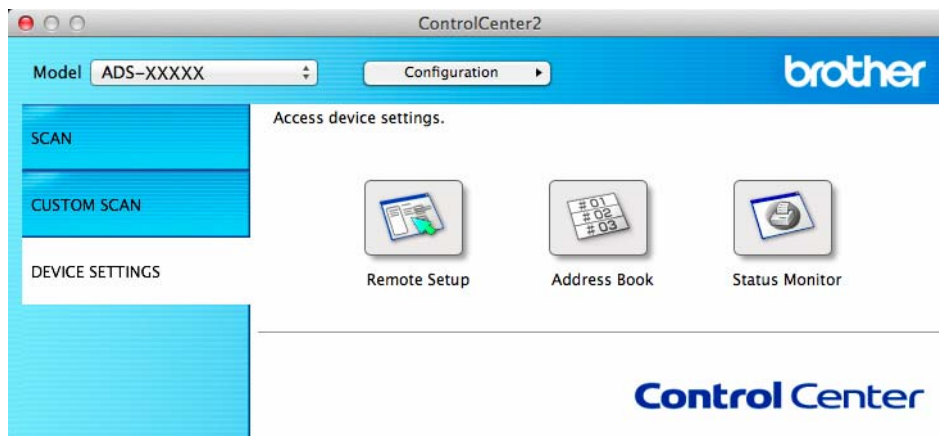 ControlCenter2
Model ADS-XXXXX Configuration
brother
SCAN
CUSTOM SCAN
DEVICE SETTINGS
Access device settings.
# 01
# 02
# 03
Remote Setup Address Book Status Monitor
Control Center